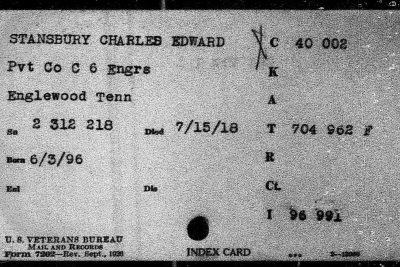 STANSBURY CHARLES EDWARD C 40 002
Pvt Co C 6 Engrs K
Englewood Tenn A
Sn 2 312 218 Died 7/15/18 T 704 962 F
Born 6/3/96 R
Enl Dis Ct.
I 96 991
U. S. VETERANS BUREAU
MAIL AND RECORDS
Form 7202—Rev. Sept., 1926 INDEX CARD